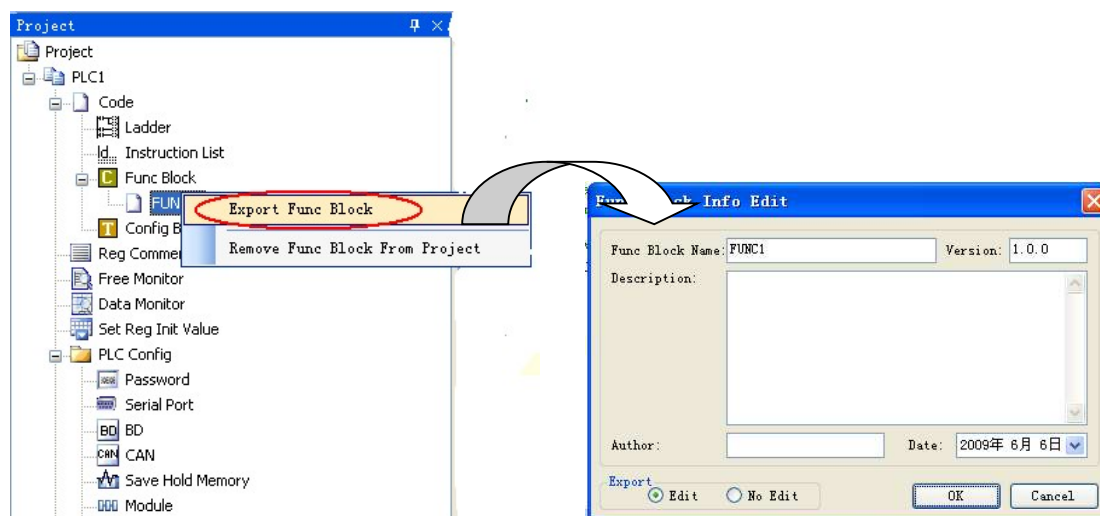 Project
Project
PLC1
Code
Ladder
Instruction List
Func Block
FUN
Export Func Block
Config B
Remove Func Block From Project
Reg Commen
Free Monitor
Data Monitor
Set Reg Init Value
PLC Config
Password
Serial Port
BD BD
CAN CAN
Save Hold Memory
Module
Info Edit
Func Block Name: FUNC1 Version: 1.0.0
Description:
Author: Date: 2009年 6月 6日
Export
Edit No Edit OK Cancel